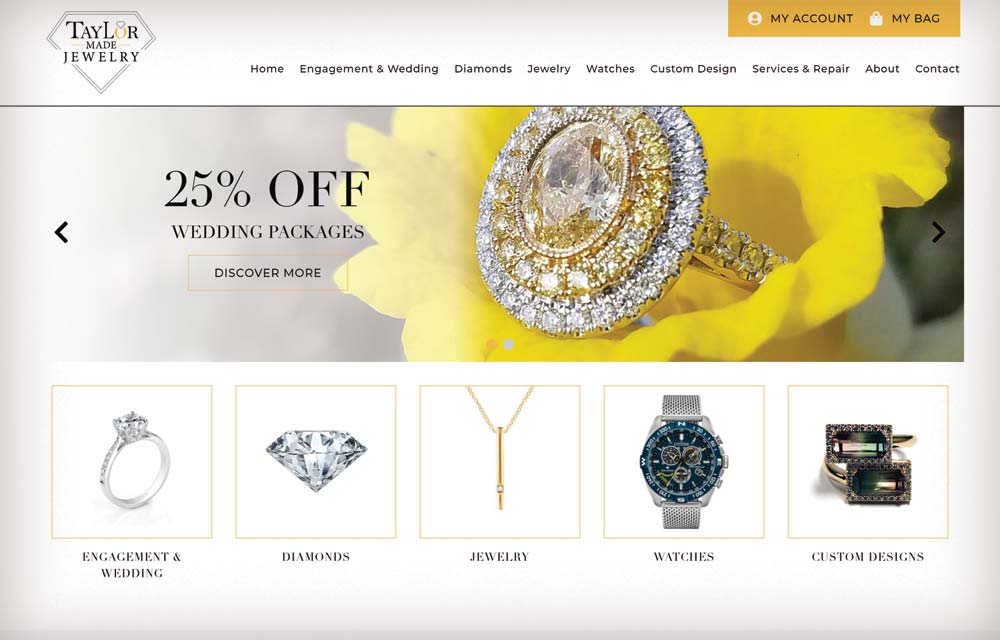 TAYLOR
MADE
JEWELRY
MY ACCOUNT
MY BAG
Home
Engagement & Wedding
Diamonds
Jewelry
Watches
Custom Design
Services & Repair
About
Contact
25% OFF
WEDDING PACKAGES
DISCOVER MORE
ENGAGEMENT &
WEDDING
DIAMONDS
JEWELRY
WATCHES
CUSTOM DESIGNS